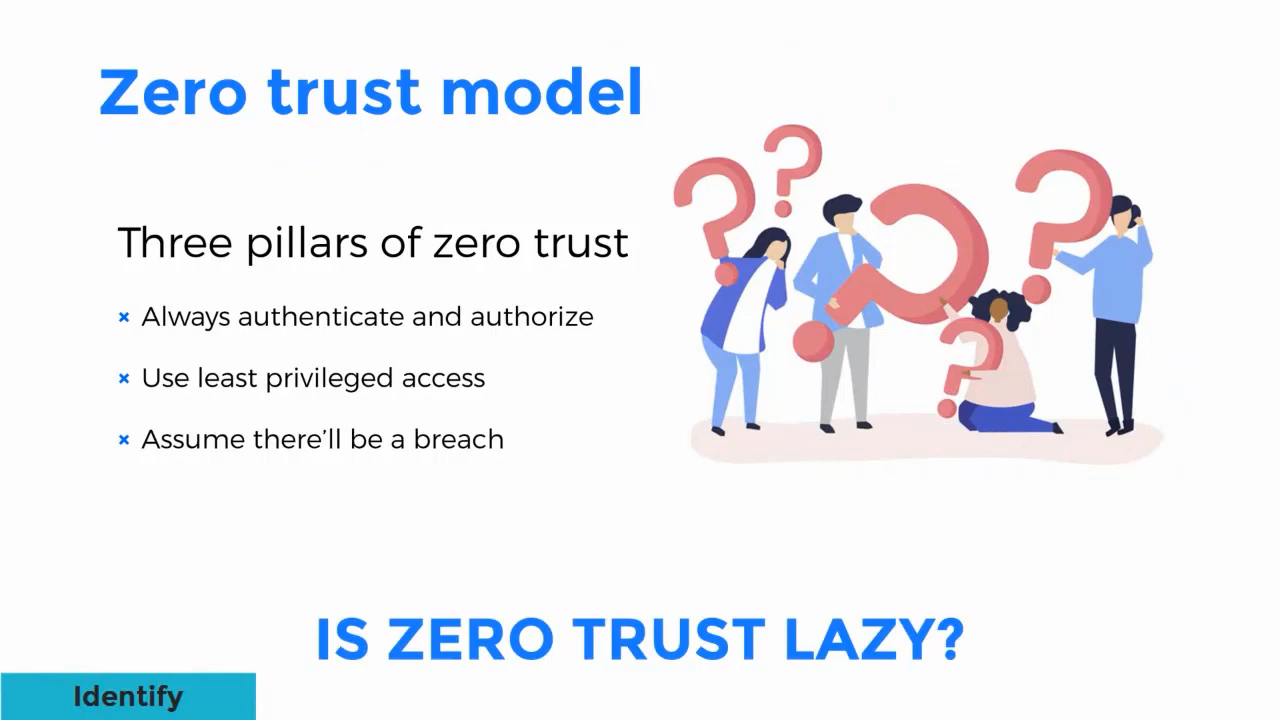 Zero trust model
Three pillars of zero trust
× Always authenticate and authorize
× Use least privileged access
× Assume there’ll be a breach
IS ZERO TRUST LAZY?
Identify